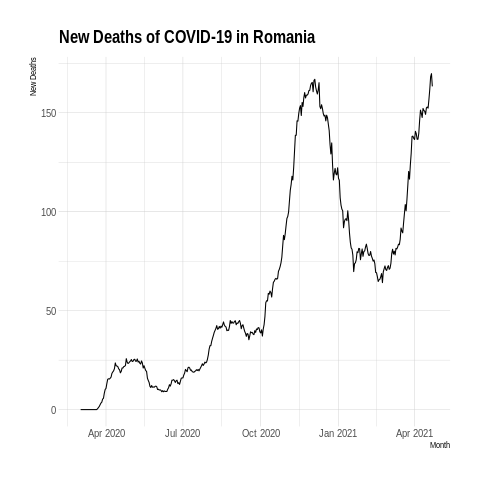 New Deaths of COVID-19 in Romania
New Deaths
150
100
50
0
Apr 2020 Jul 2020 Oct 2020 Jan 2021 Apr 2021
Month